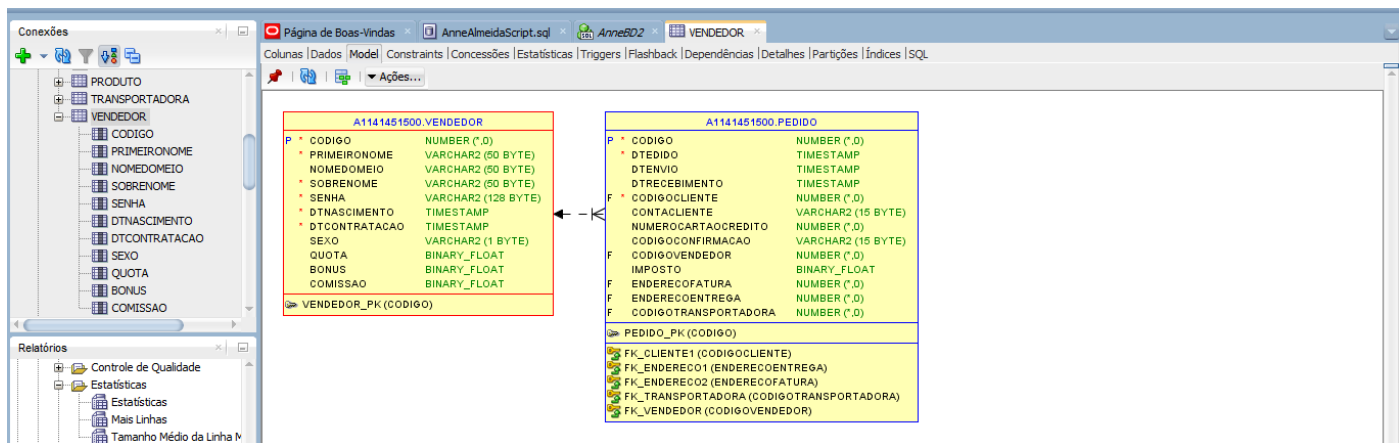 Conexões
PRODUTO
TRANSPORTADORA
VENDEDOR
CODIGO
PRIMEIRONOME
NOMEDOMEIO
SOBRENOME
SENHA
DTNASCIMENTO
DTCONTRATACAO
SEXO
QUOTA
BONUS
COMISSAO
Relatórios
Controle de Qualidade
Estatísticas
Estatísticas
Mais Linhas
Tamanho Médio da Linha M
Página de Boas-Vindas AnneAlmeidaScript.sql AnneBD2 VENDEDOR
Colunas | Dados | Model | Constraints | Concessões | Estatísticas | Triggers | Flashback | Dependências | Detalhes | Partições | Índices | SQL
Ações...
A1141451500.VENDEDOR
P * CODIGO NUMBER (*,0)
* PRIMEIRONOME VARCHAR2 (50 BYTE)
NOMEDOMEIO VARCHAR2 (50 BYTE)
* SOBRENOME VARCHAR2 (50 BYTE)
* SENHA VARCHAR2 (128 BYTE)
* DTNASCIMENTO TIMESTAMP
* DTCONTRATACAO TIMESTAMP
SEXO VARCHAR2 (1 BYTE)
QUOTA BINARY_FLOAT
BONUS BINARY_FLOAT
COMISSAO BINARY_FLOAT
VENDEDOR_PK (CODIGO)
A1141451500.PEDIDO
P * CODIGO NUMBER (*,0)
* DTEDIDO TIMESTAMP
DTENVIO TIMESTAMP
DTRECEBIMENTO TIMESTAMP
F * CODIGOCLIENTE NUMBER (*,0)
CONTACLIENTE VARCHAR2 (15 BYTE)
NUMEROCARTAOCREDITO NUMBER (*,0)
CODIGOCONFIRMACAO VARCHAR2 (15 BYTE)
F CODIGOVENDEDOR NUMBER (*,0)
IMPOSTO BINARY_FLOAT
F ENDERECOFATURA NUMBER (*,0)
F ENDERECOENTREGA NUMBER (*,0)
F CODIGOTRANSPORTADORA NUMBER (*,0)
PEDIDO_PK (CODIGO)
FK_CLIENTE1 (CODIGOCLIENTE)
FK_ENDERECO1 (ENDERECOENTREGA)
FK_ENDERECO2 (ENDERECOFATURA)
FK_TRANSPORTADORA (CODIGOTRANSPORTADORA)
FK_VENDEDOR (CODIGOVENDEDOR)